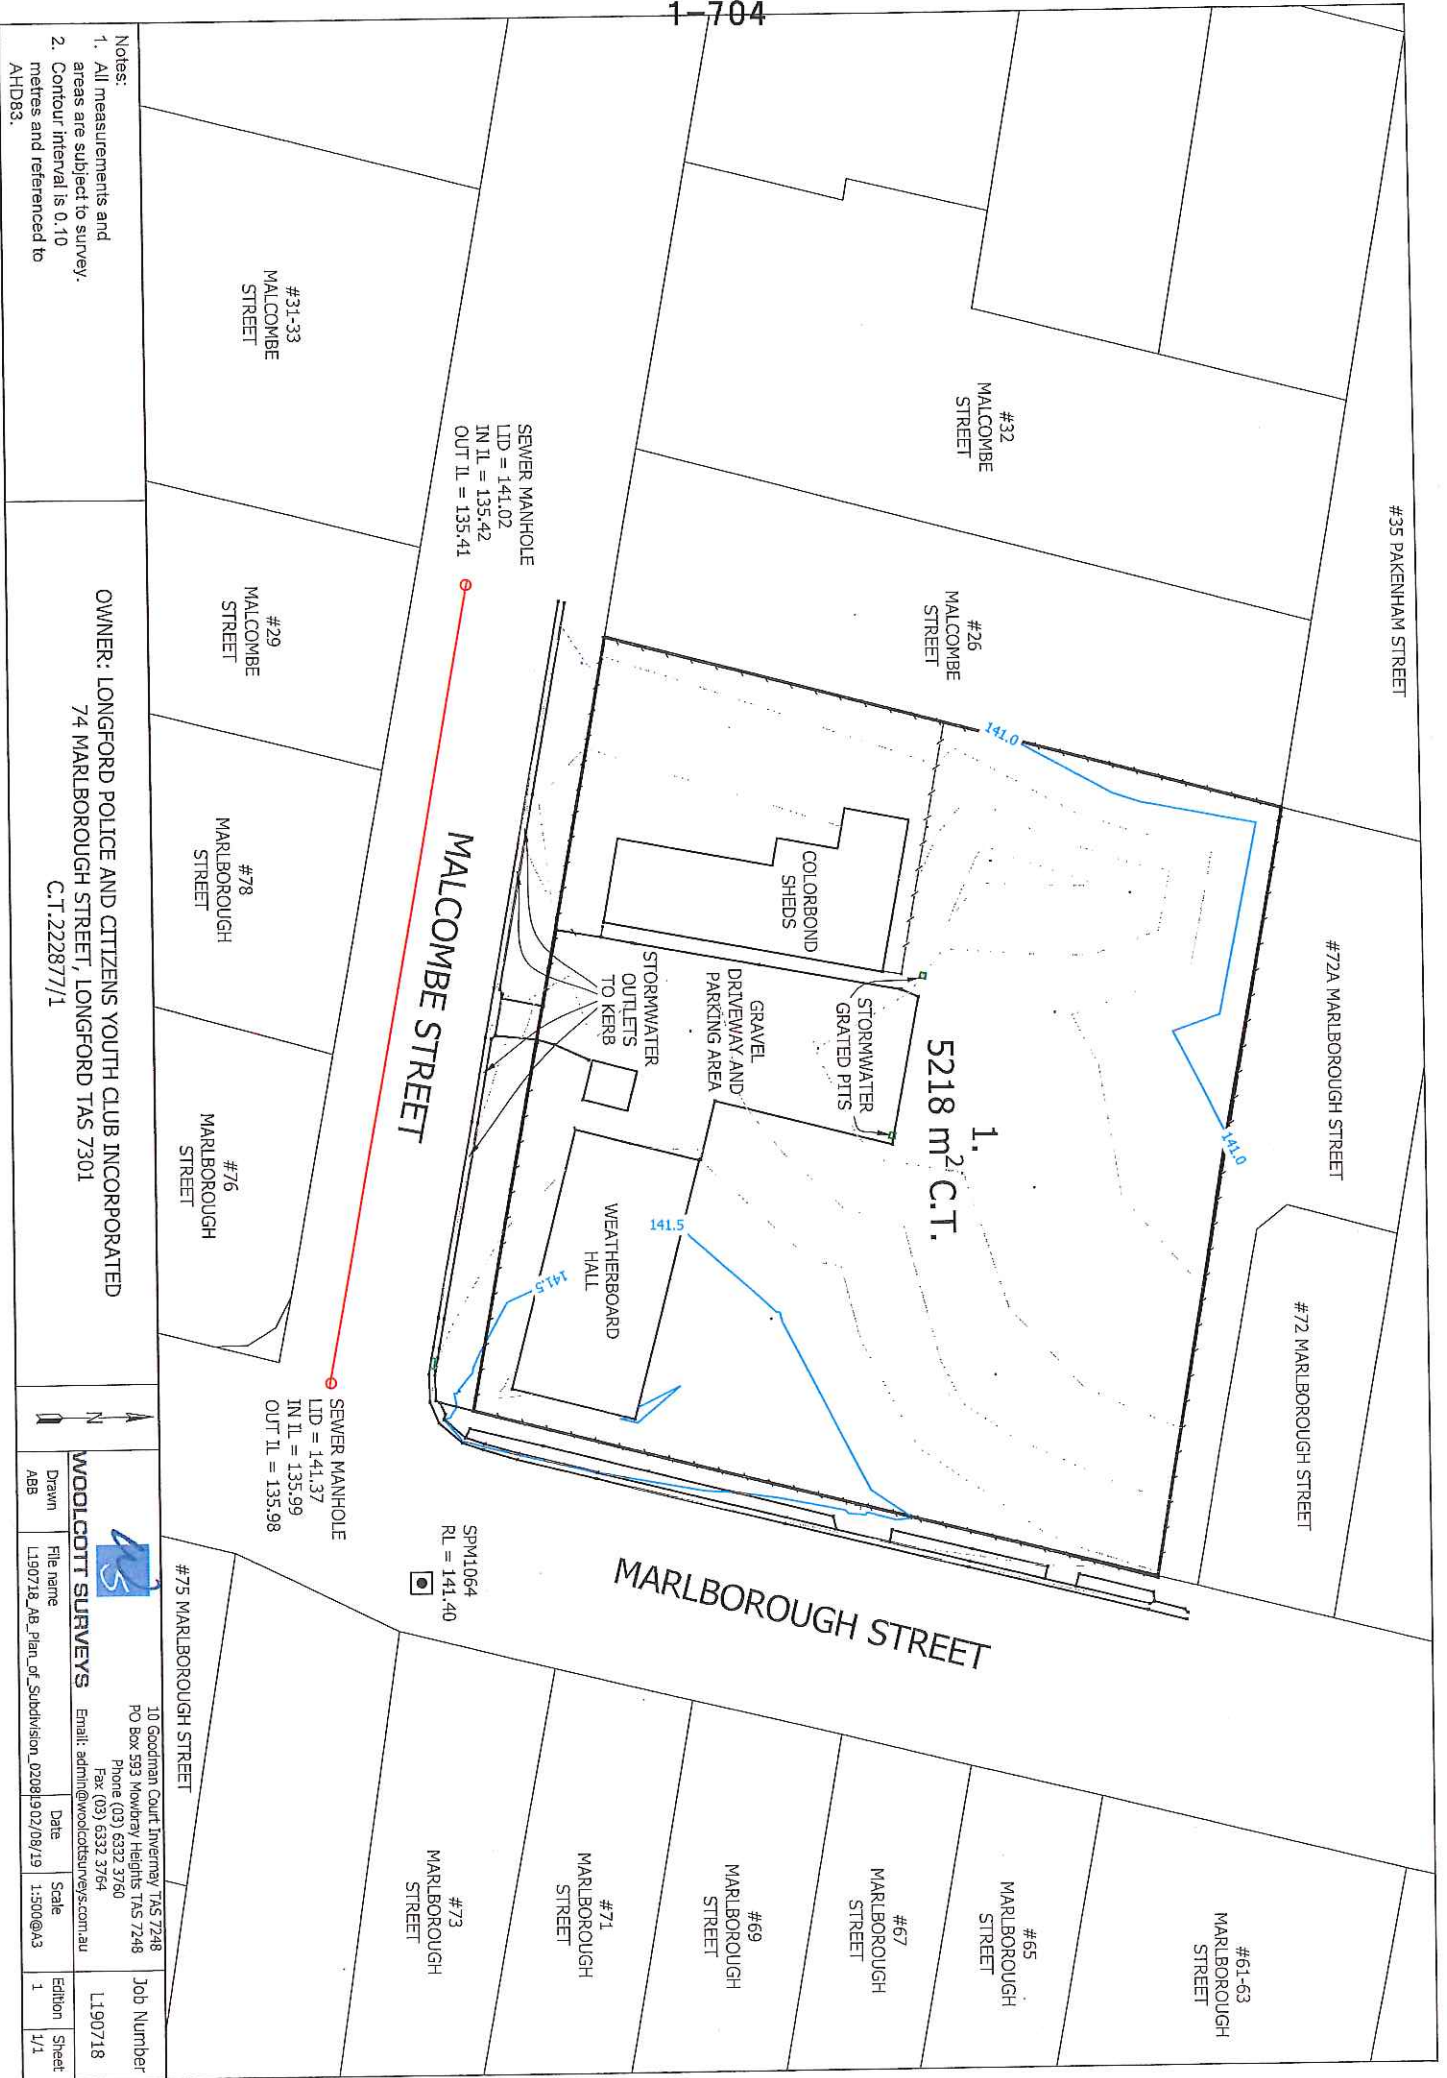 1-704
#35 PAKENHAM STREET
#32
MALCOMBE
STREET
#26
MALCOMBE
STREET
#72A MARLBOROUGH STREET
#72 MARLBOROUGH STREET
141.0
141.0
1.
5218 m² C.T.
COLORBOND
SHEDS
STORMWATER
GRATED PITS
GRAVEL
DRIVEWAY AND
PARKING AREA
STORMWATER
OUTLETS
TO KERB
WEATHERBOARD
HALL
141.5
141.5
SEWER MANHOLE
LID = 141.02
IN IL = 135.42
OUT IL = 135.41
MALCOMBE STREET
SEWER MANHOLE
LID = 141.37
IN IL = 135.99
OUT IL = 135.98
SPM1064
RL = 141.40
MARLBOROUGH STREET
#31-33
MALCOMBE
STREET
#29
MALCOMBE
STREET
#78
MARLBOROUGH
STREET
#76
MARLBOROUGH
STREET
#75 MARLBOROUGH STREET
#61-63
MARLBOROUGH
STREET
#65
MARLBOROUGH
STREET
#67
MARLBOROUGH
STREET
#69
MARLBOROUGH
STREET
#71
MARLBOROUGH
STREET
#73
MARLBOROUGH
STREET
Notes:
1. All measurements and
areas are subject to survey.
2. Contour interval is 0.10
metres and referenced to
AHD83.
OWNER: LONGFORD POLICE AND CITIZENS YOUTH CLUB INCORPORATED
74 MARLBOROUGH STREET, LONGFORD TAS 7301
C.T.222877/1
N
WS
WOOLCOTT SURVEYS
10 Goodman Court Invermay TAS 7248
PO Box 593 Mowbray Heights TAS 7248
Phone (03) 6332 3760
Fax (03) 6332 3764
Email: admin@woolcottsurveys.com.au
Job Number
L190718
Drawn
ABB
File name
L190718_AB_Plan_of_Subdivision_020819
Date
02/08/19
Scale
1:500@A3
Edition
1
Sheet
1/1